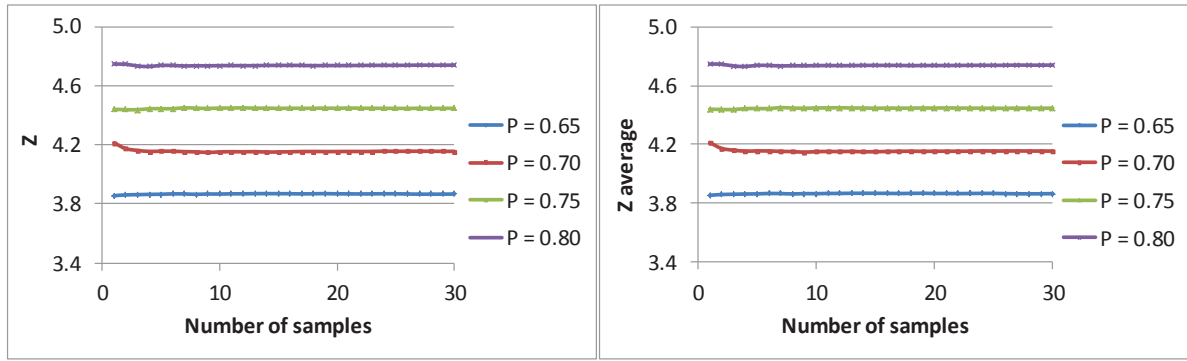 5.0
4.6
4.2
3.8
3.4
Z
0
10
20
30
Number of samples
P = 0.65
P = 0.70
P = 0.75
P = 0.80
5.0
4.6
4.2
3.8
3.4
Z average
0
10
20
30
Number of samples
P = 0.65
P = 0.70
P = 0.75
P = 0.80